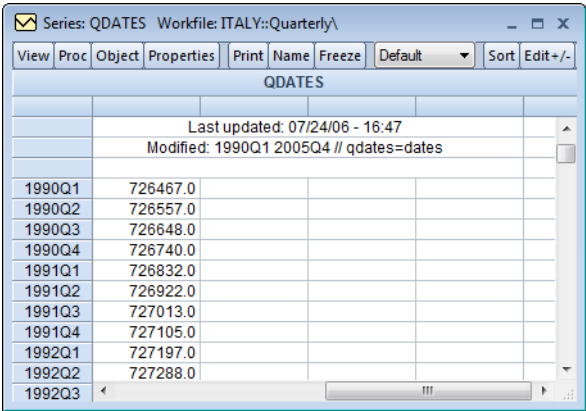 Series: QDATES Workfile: ITALY::Quarterly\
View Proc Object Properties Print Name Freeze Default Sort Edit+/-
QDATES
Last updated: 07/24/06 - 16:47
Modified: 1990Q1 2005Q4 // qdates=dates
1990Q1 726467.0
1990Q2 726557.0
1990Q3 726648.0
1990Q4 726740.0
1991Q1 726832.0
1991Q2 726922.0
1991Q3 727013.0
1991Q4 727105.0
1992Q1 727197.0
1992Q2 727288.0
1992Q3